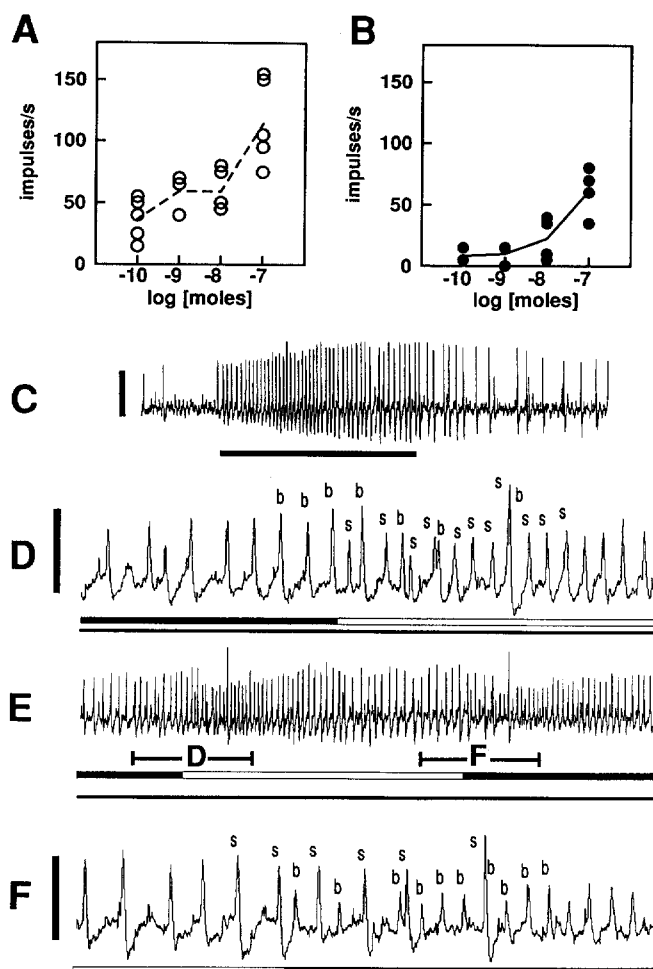 A
B
150
100
50
0
impulses/s
-10 -9 -8 -7
log [moles]
150
100
50
0
impulses/s
-10 -9 -8 -7
log [moles]
C
D
b b b s b s b s s b s s s s b s s s
E
D
F
F
s s b s b s b s b b b s b b b b